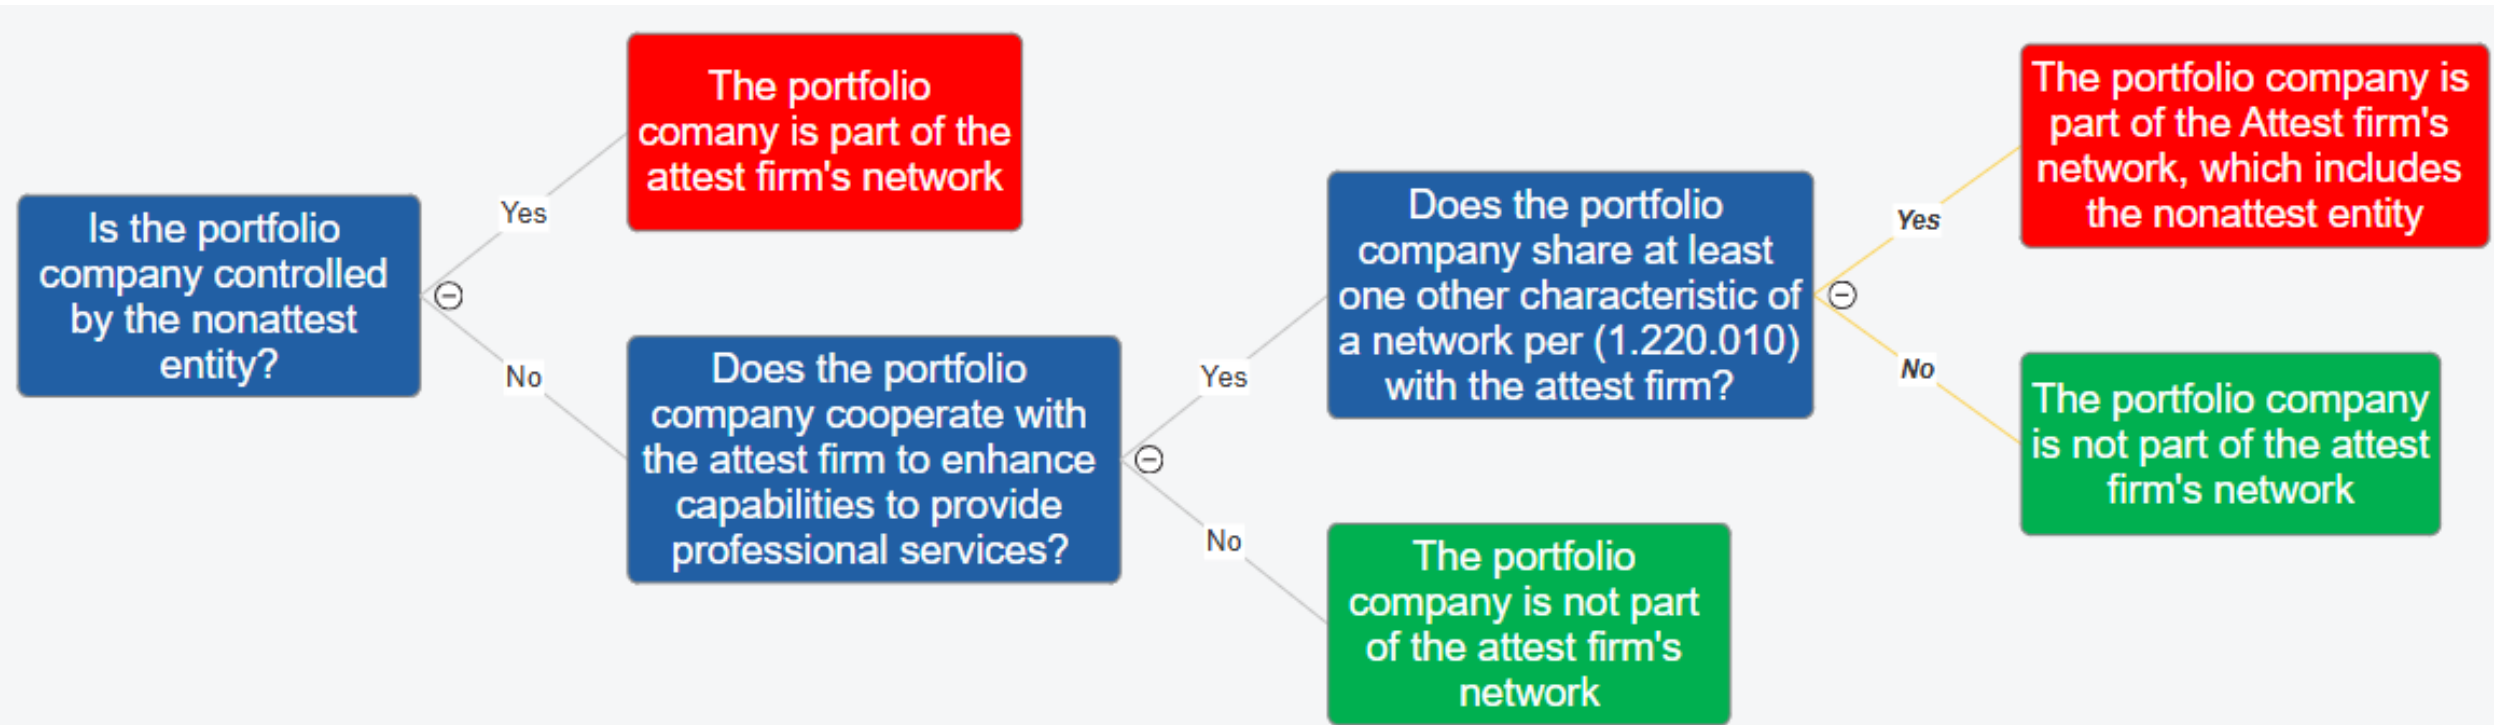 Is the portfolio
company controlled
by the nonattest
entity?
Yes
No
The portfolio
comany is part of the
attest firm's network
Does the portfolio
company cooperate with
the attest firm to enhance
capabilities to provide
professional services?
Yes
No
Does the portfolio
company share at least
one other characteristic of
a network per (1.220.010)
with the attest firm?
The portfolio
company is not part
of the attest firm's
network
Yes
No
The portfolio company is
part of the Attest firm's
network, which includes
the nonattest entity
The portfolio company
is not part of the attest
firm's network